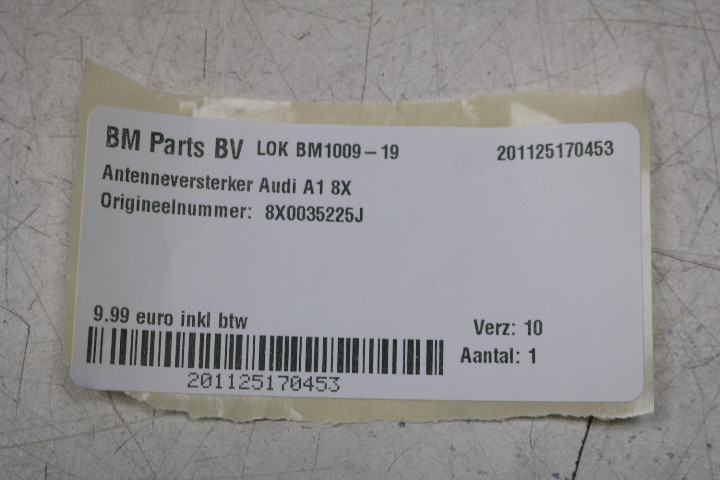 BM Parts BV LOK BM1009-19 201125170453
Antenneversterker Audi A1 8X
Origineelnummer: 8X0035225J
9.99 euro inkl btw
Verz: 10
Aantal: 1
201125170453